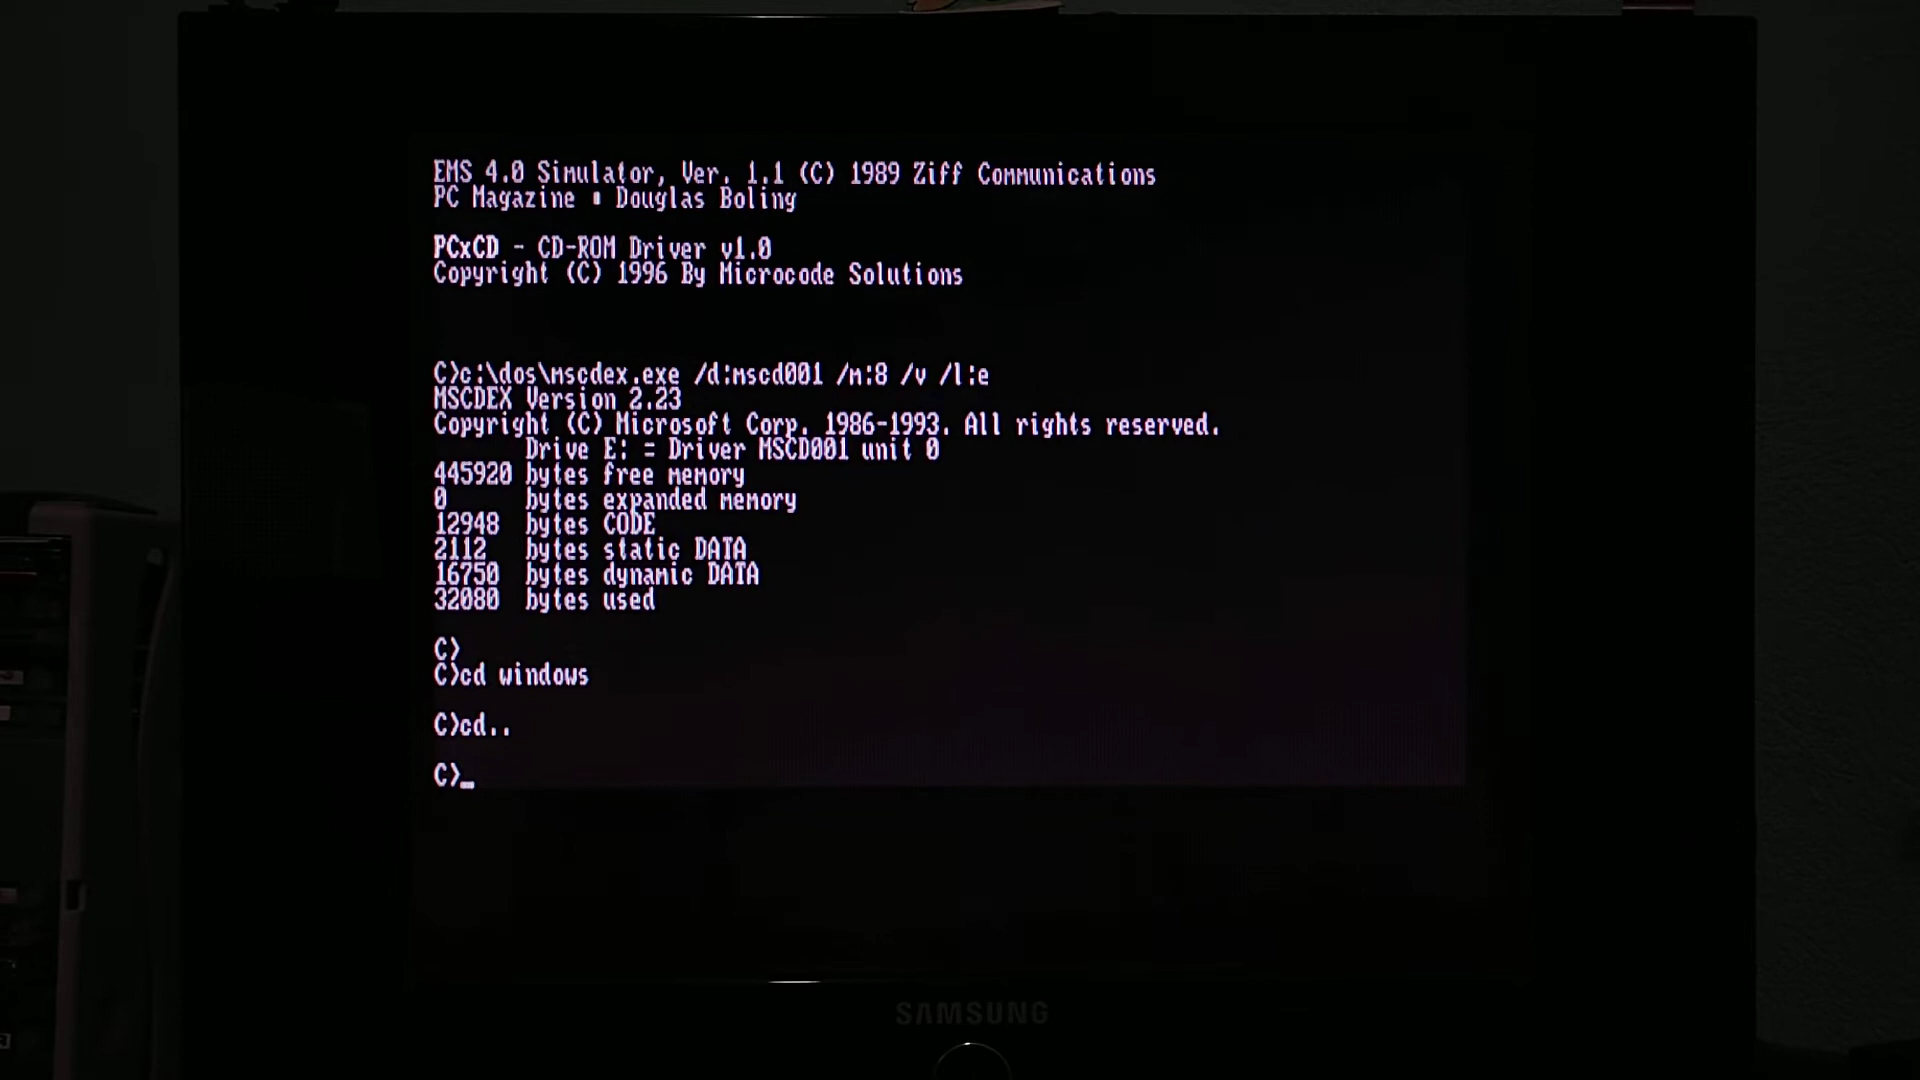 EMS 4.0 Simulator, Ver. 1.1 (C) 1989 Ziff Communications
PC Magazine ▪ Douglas Boling
PCxCD - CD-ROM Driver v1.0
Copyright (C) 1996 By Microcode Solutions
C>c:\dos\mscdex.exe /d:mscd001 /m:8 /v /l:e
MSCDEX Version 2.23
Copyright (C) Microsoft Corp. 1986-1993. All rights reserved.
Drive E: = Driver MSCD001 unit 0
445920 bytes free memory
0 bytes expanded memory
12948 bytes CODE
2112 bytes static DATA
16750 bytes dynamic DATA
32080 bytes used
C>
C>cd windows
C>cd..
C>_
SAMSUNG